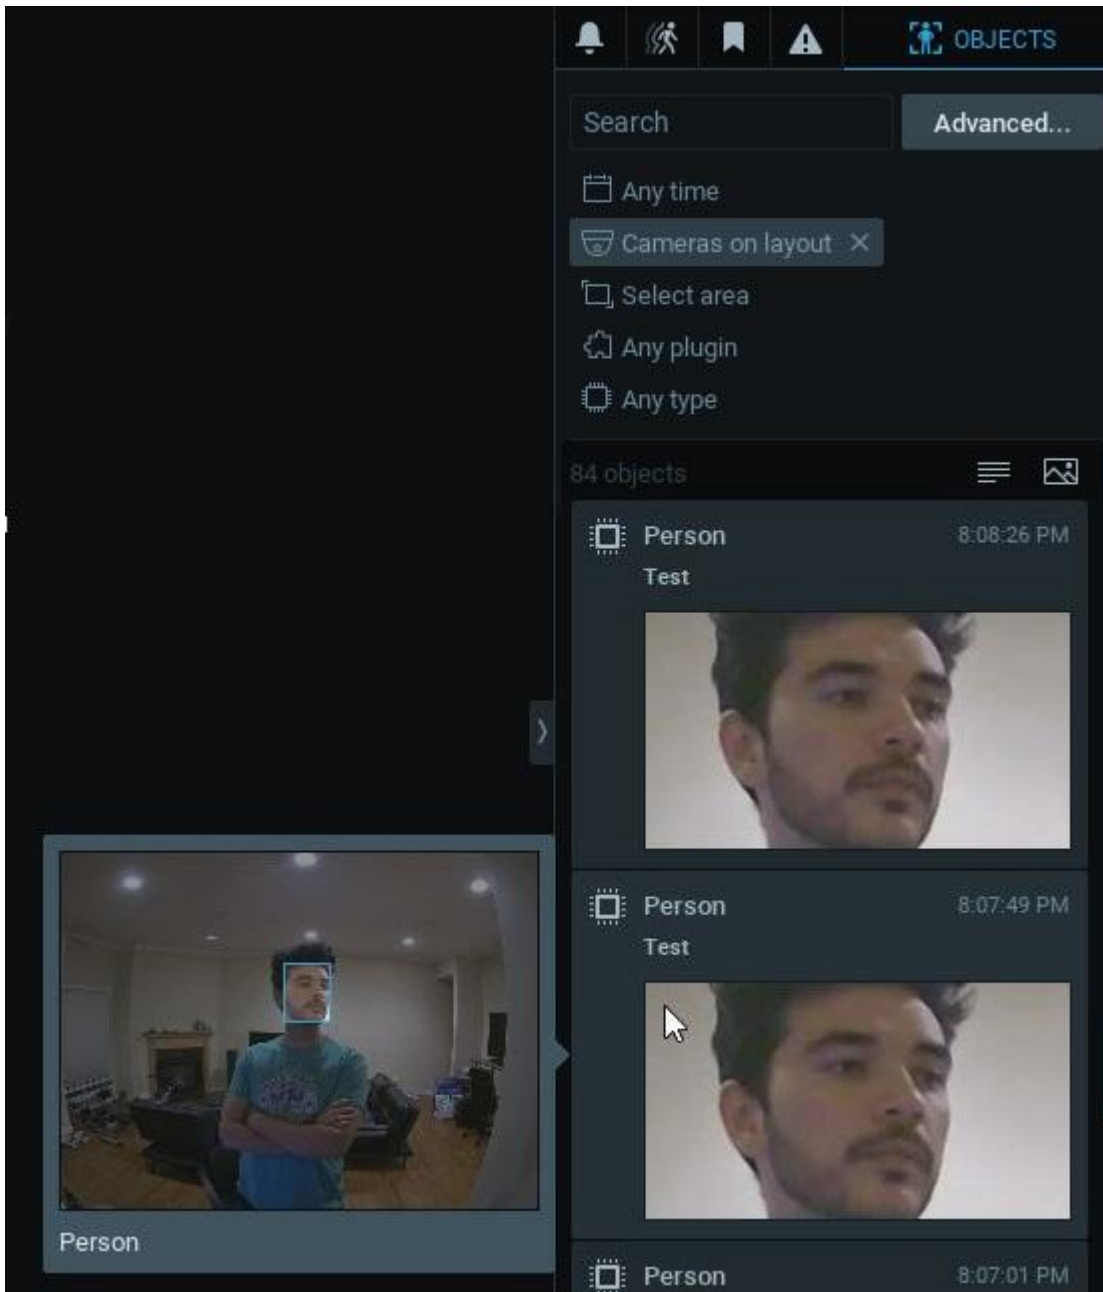 OBJECTS
Search
Advanced...
Any time
Cameras on layout
Select area
Any plugin
Any type
84 objects
Person 8:08:26 PM
Test
Person 8:07:49 PM
Test
Person
Person 8:07:01 PM